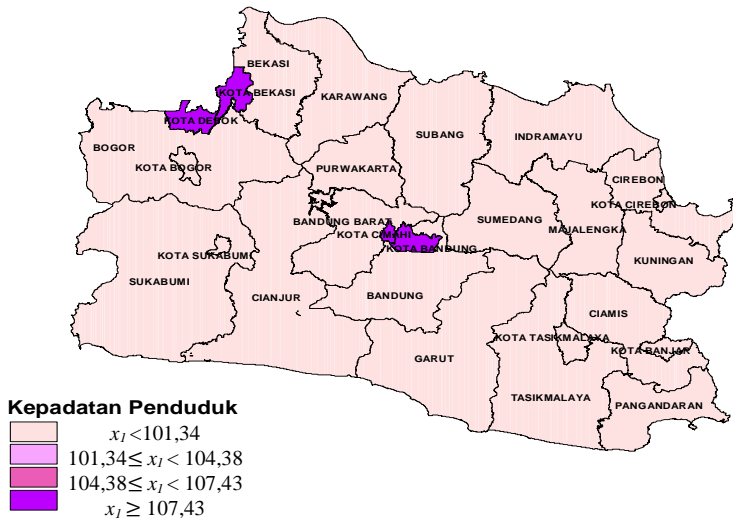 BEKASI
KOTA BEKASI
KARAWANG
KOTA DEPOK
SUBANG
INDRAMAYU
BOGOR
KOTA BOGOR
PURWAKARTA
CIREBON
KOTA CIREBON
BANDUNG BARAT
SUMEDANG
MAJALENGKA
KOTA CIMAHI
KOTA BANDUNG
KOTA SUKABUMI
KUNINGAN
SUKABUMI
CIANJUR
BANDUNG
CIAMIS
KOTA TASIKMALAYA
KOTA BANJAR
GARUT
TASIKMALAYA
PANGANDARAN
Kepadatan Penduduk
x₁ <101,34
101,34≤ x₁ < 104,38
104,38≤ x₁ < 107,43
x₁ ≥ 107,43